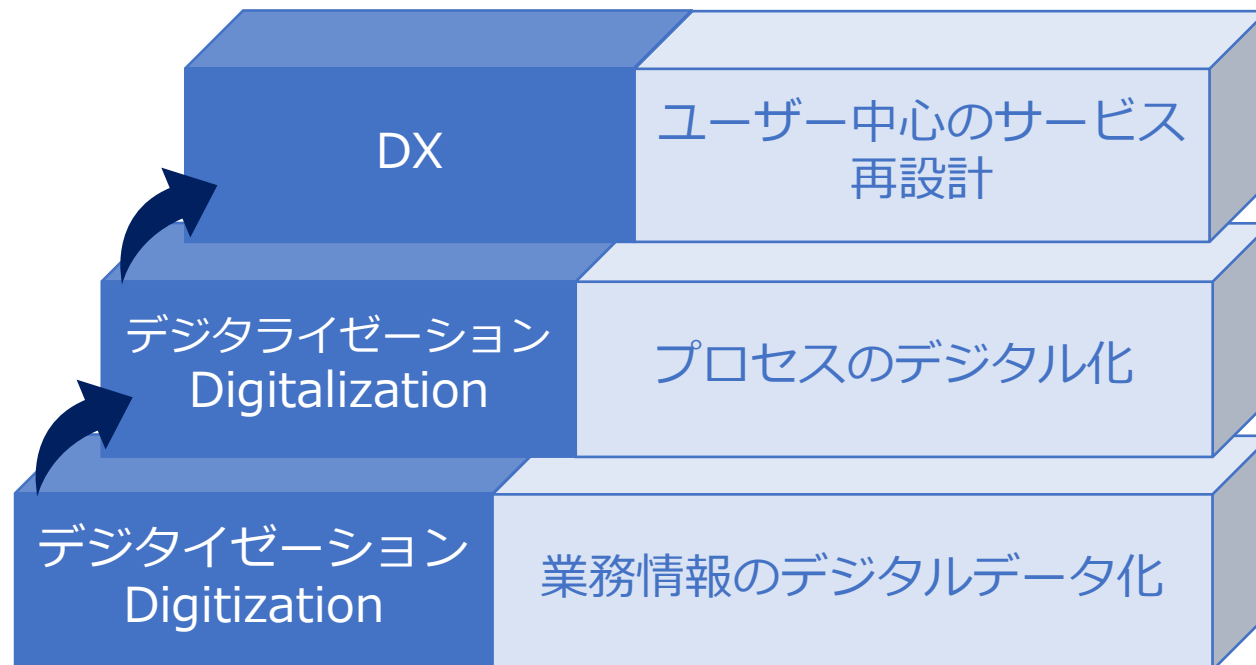 DX
ユーザー中心のサービス
再設計
デジタライゼーション
Digitalization
プロセスのデジタル化
デジタイゼーション
Digitization
業務情報のデジタルデータ化